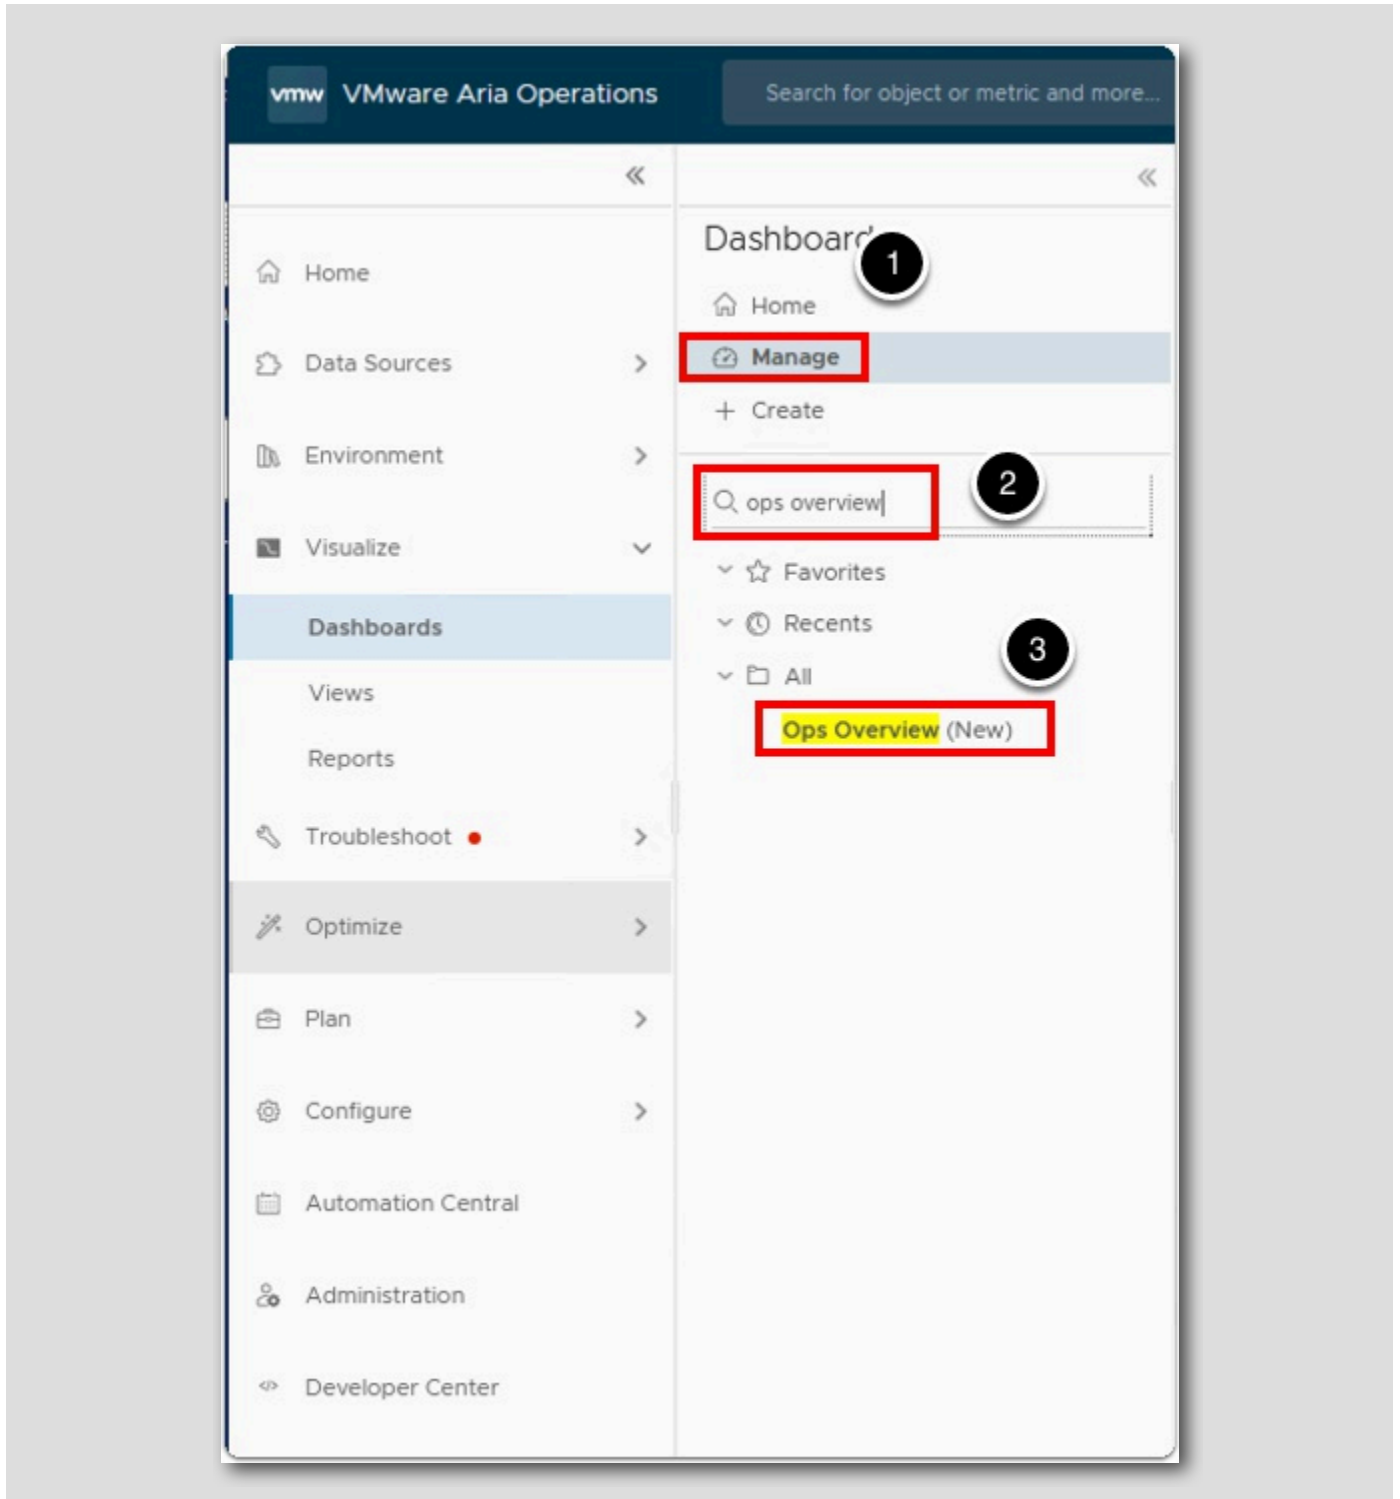 vmw VMware Aria Operations
Search for object or metric and more...
Home
Data Sources
Environment
Visualize
Dashboards
Views
Reports
Troubleshoot
Optimize
Plan
Configure
Automation Central
Administration
Developer Center
Dashboard
1
Home
Manage
+ Create
ops overview
2
Favorites
Recents
All
3
Ops Overview (New)